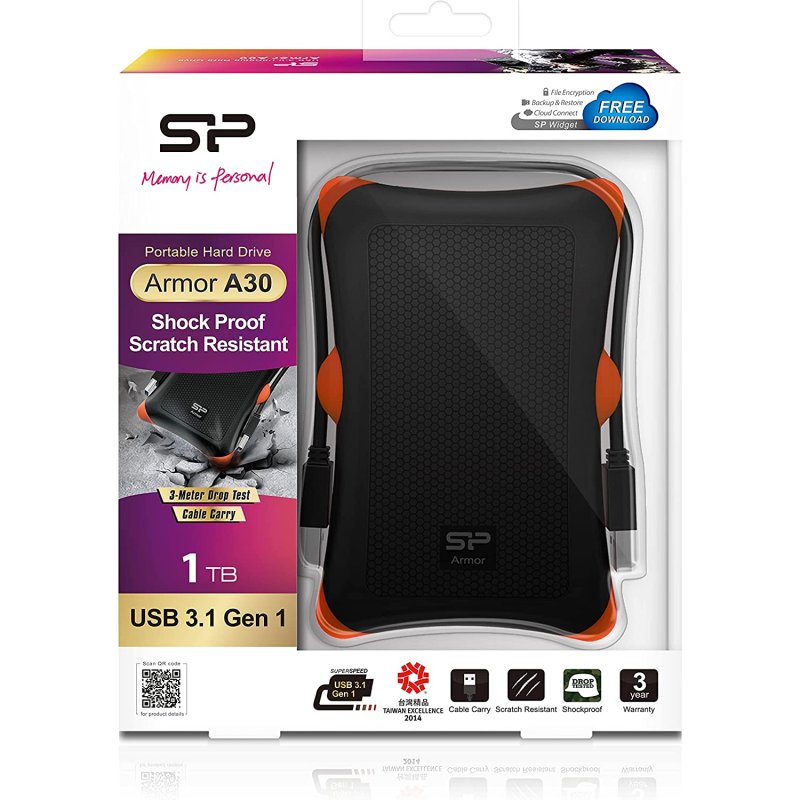 SP
Memory is personal
File Encryption
Backup & Restore
Cloud Connect
SP Widget
FREE
DOWNLOAD
Portable Hard Drive
Armor A30
Shock Proof
Scratch Resistant
SP
Armor
3-Meter Drop Test
Cable Carry
1 TB
USB 3.1 Gen 1
SP
Armor
Scan QR code
for product details
SUPERSPEED
USB 3.1
Gen 1
台灣精品
TAIWAN EXCELLENCE
2014
Cable Carry
Scratch Resistant
DROP
TESTED
Shockproof
3
year
Warranty